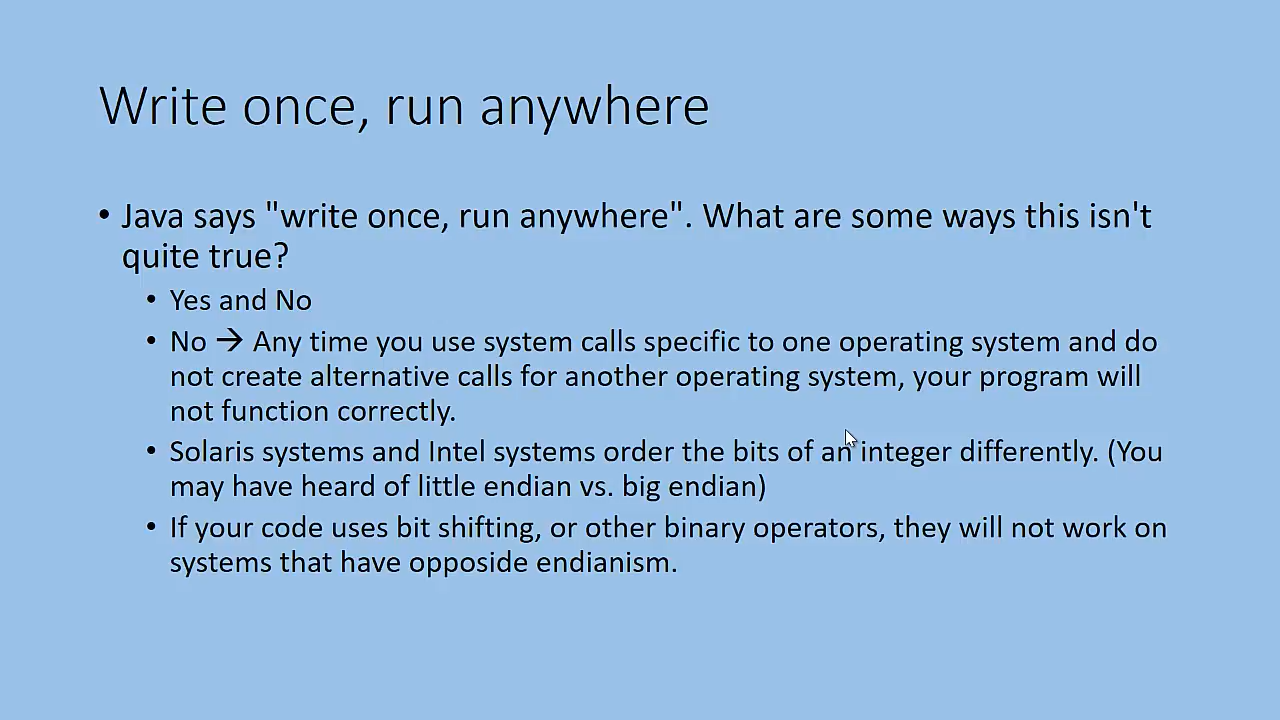 Write once, run anywhere
• Java says "write once, run anywhere". What are some ways this isn't
quite true?
• Yes and No
• No → Any time you use system calls specific to one operating system and do
not create alternative calls for another operating system, your program will
not function correctly.
• Solaris systems and Intel systems order the bits of an integer differently. (You
may have heard of little endian vs. big endian)
• If your code uses bit shifting, or other binary operators, they will not work on
systems that have opposide endianism.